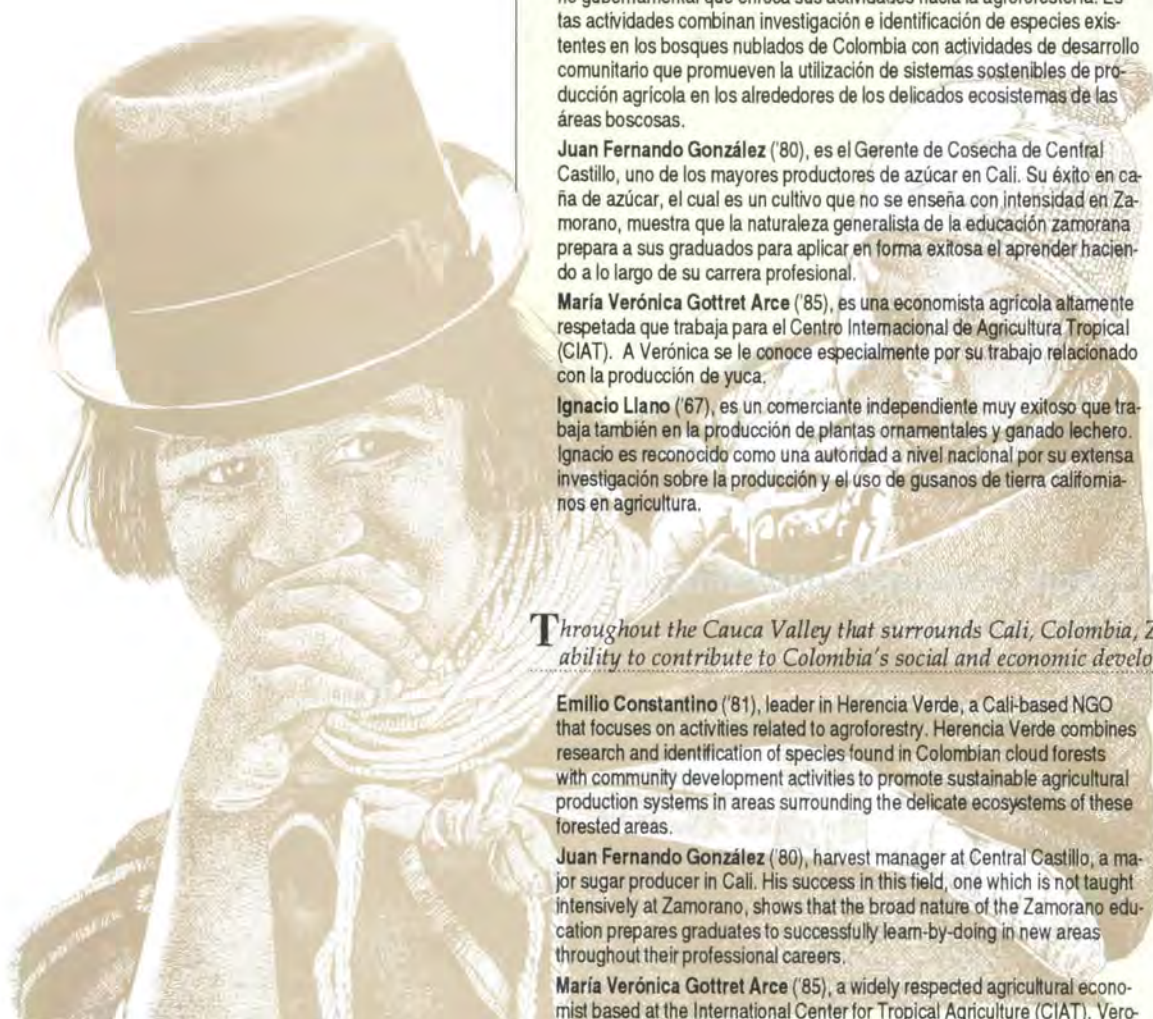 tas actividades combinan investigación e identificación de especies exis-
tentes en los bosques nublados de Colombia con actividades de desarrollo
comunitario que promueven la utilización de sistemas sostenibles de pro-
ducción agrícola en los alrededores de los delicados ecosistemas de las
áreas boscosas.
Juan Fernando González ('80), es el Gerente de Cosecha de Central
Castillo, uno de los mayores productores de azúcar en Cali. Su éxito en ca-
ña de azúcar, el cual es un cultivo que no se enseña con intensidad en Za-
morano, muestra que la naturaleza generalista de la educación zamorana
prepara a sus graduados para aplicar en forma exitosa el aprender hacien-
do a lo largo de su carrera profesional.
María Verónica Gottret Arce ('85), es una economista agrícola altamente
respetada que trabaja para el Centro Internacional de Agricultura Tropical
(CIAT). A Verónica se le conoce especialmente por su trabajo relacionado
con la producción de yuca.
Ignacio Llano ('67), es un comerciante independiente muy exitoso que tra-
baja también en la producción de plantas ornamentales y ganado lechero.
Ignacio es reconocido como una autoridad a nivel nacional por su extensa
investigación sobre la producción y el uso de gusanos de tierra california-
nos en agricultura.
Throughout the Cauca Valley that surrounds Cali, Colombia, Z
ability to contribute to Colombia's social and economic develo
Emilio Constantino ('81), leader in Herencia Verde, a Cali-based NGO
that focuses on activities related to agroforestry. Herencia Verde combines
research and identification of species found in Colombian cloud forests
with community development activities to promote sustainable agricultural
production systems in areas surrounding the delicate ecosystems of these
forested areas.
Juan Fernando González ('80), harvest manager at Central Castillo, a ma-
jor sugar producer in Cali. His success in this field, one which is not taught
intensively at Zamorano, shows that the broad nature of the Zamorano edu-
cation prepares graduates to successfully learn-by-doing in new areas
throughout their professional careers.
María Verónica Gottret Arce ('85), a widely respected agricultural econo-
mist based at the International Center for Tropical Agriculture (CIAT). Vero-